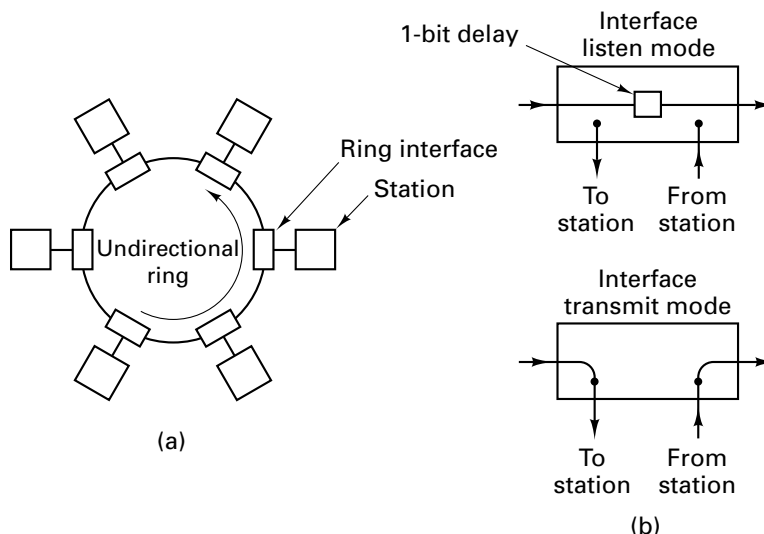 1-bit delay
Interface
listen mode
Ring interface
Station
Undirectional
ring
To
station
From
station
Interface
transmit mode
To
station
From
station
(a)
(b)